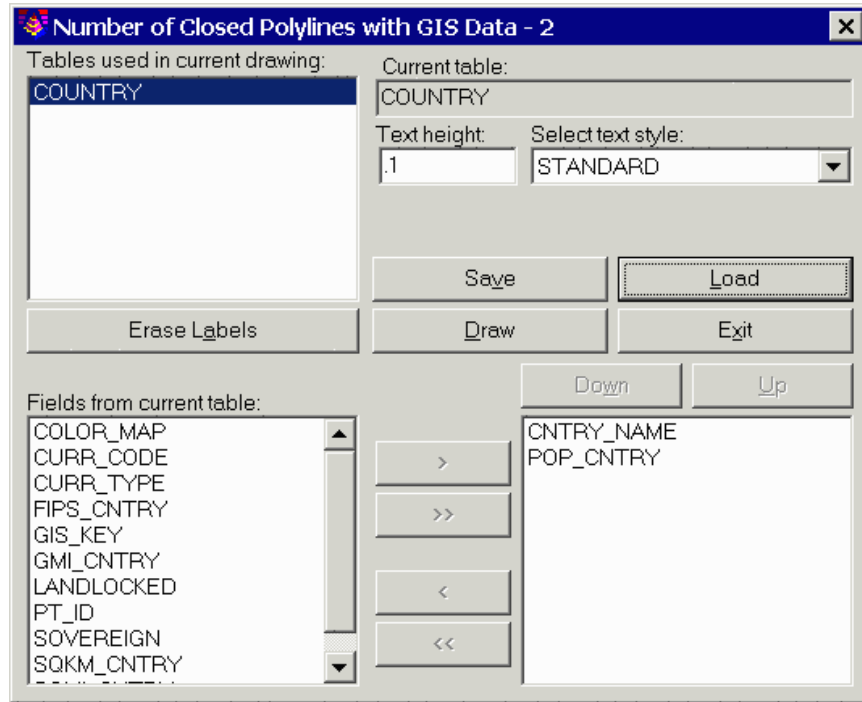 Number of Closed Polylines with GIS Data - 2
Tables used in current drawing:
COUNTRY
Current table:
COUNTRY
Text height:
Select text style:
.1
STANDARD
Save
Load
Erase Labels
Draw
Exit
Down
Up
Fields from current table:
COLOR_MAP
CURR_CODE
CURR_TYPE
FIPS_CNTRY
GIS_KEY
GMI_CNTRY
LANDLOCKED
PT_ID
SOVEREIGN
SQKM_CNTRY
>
>>
<
<<
CNTRY_NAME
POP_CNTRY